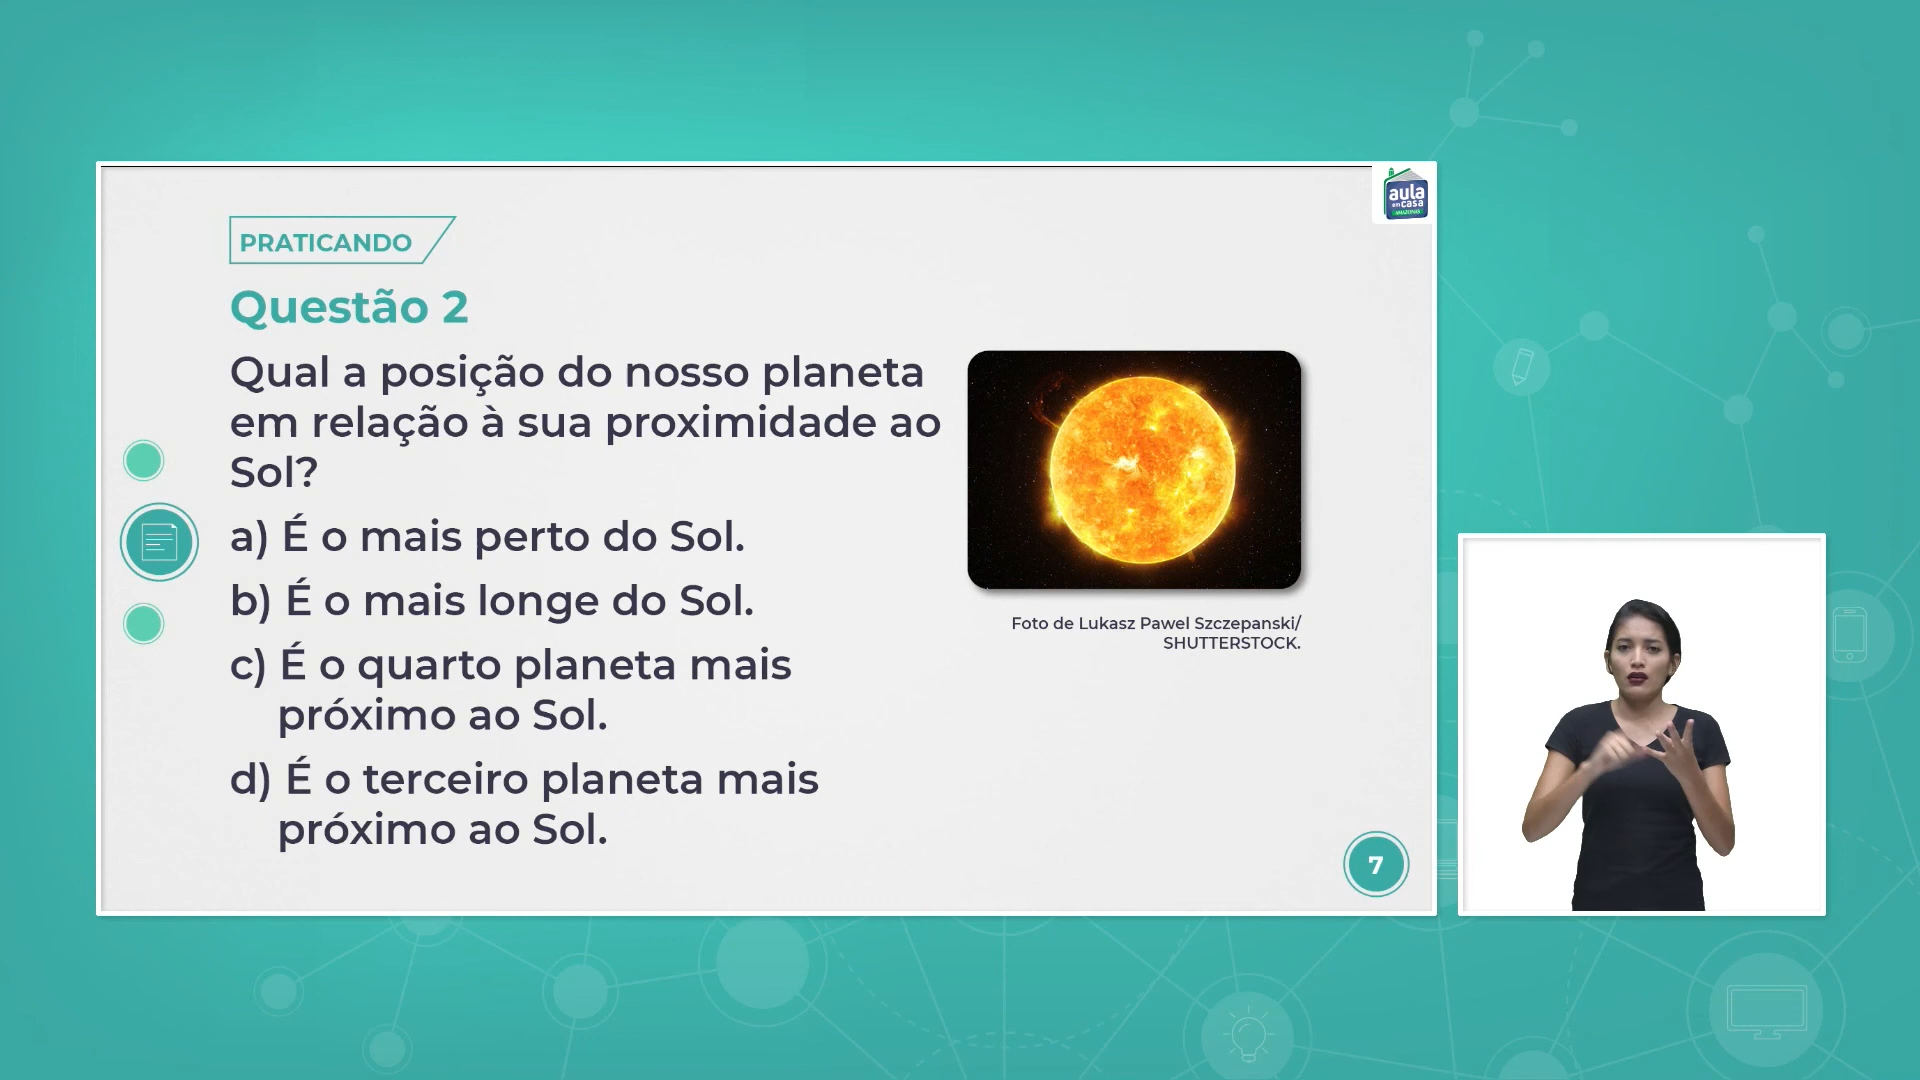 aula
em casa
AMAZONAS
PRATICANDO
Questão 2
Qual a posição do nosso planeta
em relação à sua proximidade ao
Sol?
a) É o mais perto do Sol.
b) É o mais longe do Sol.
c) É o quarto planeta mais
próximo ao Sol.
d) É o terceiro planeta mais
próximo ao Sol.
Foto de Lukasz Pawel Szczepanski/
SHUTTERSTOCK.
7